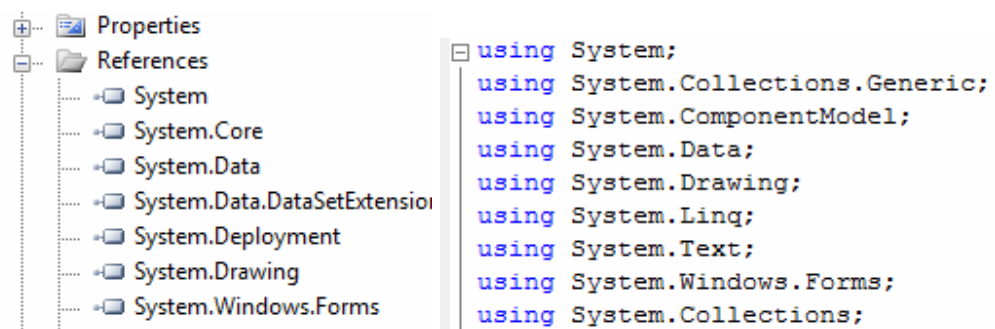 Properties
References
System
System.Core
System.Data
System.Data.DataSetExtension
System.Deployment
System.Drawing
System.Windows.Forms
using System;
using System.Collections.Generic;
using System.ComponentModel;
using System.Data;
using System.Drawing;
using System.Linq;
using System.Text;
using System.Windows.Forms;
using System.Collections;